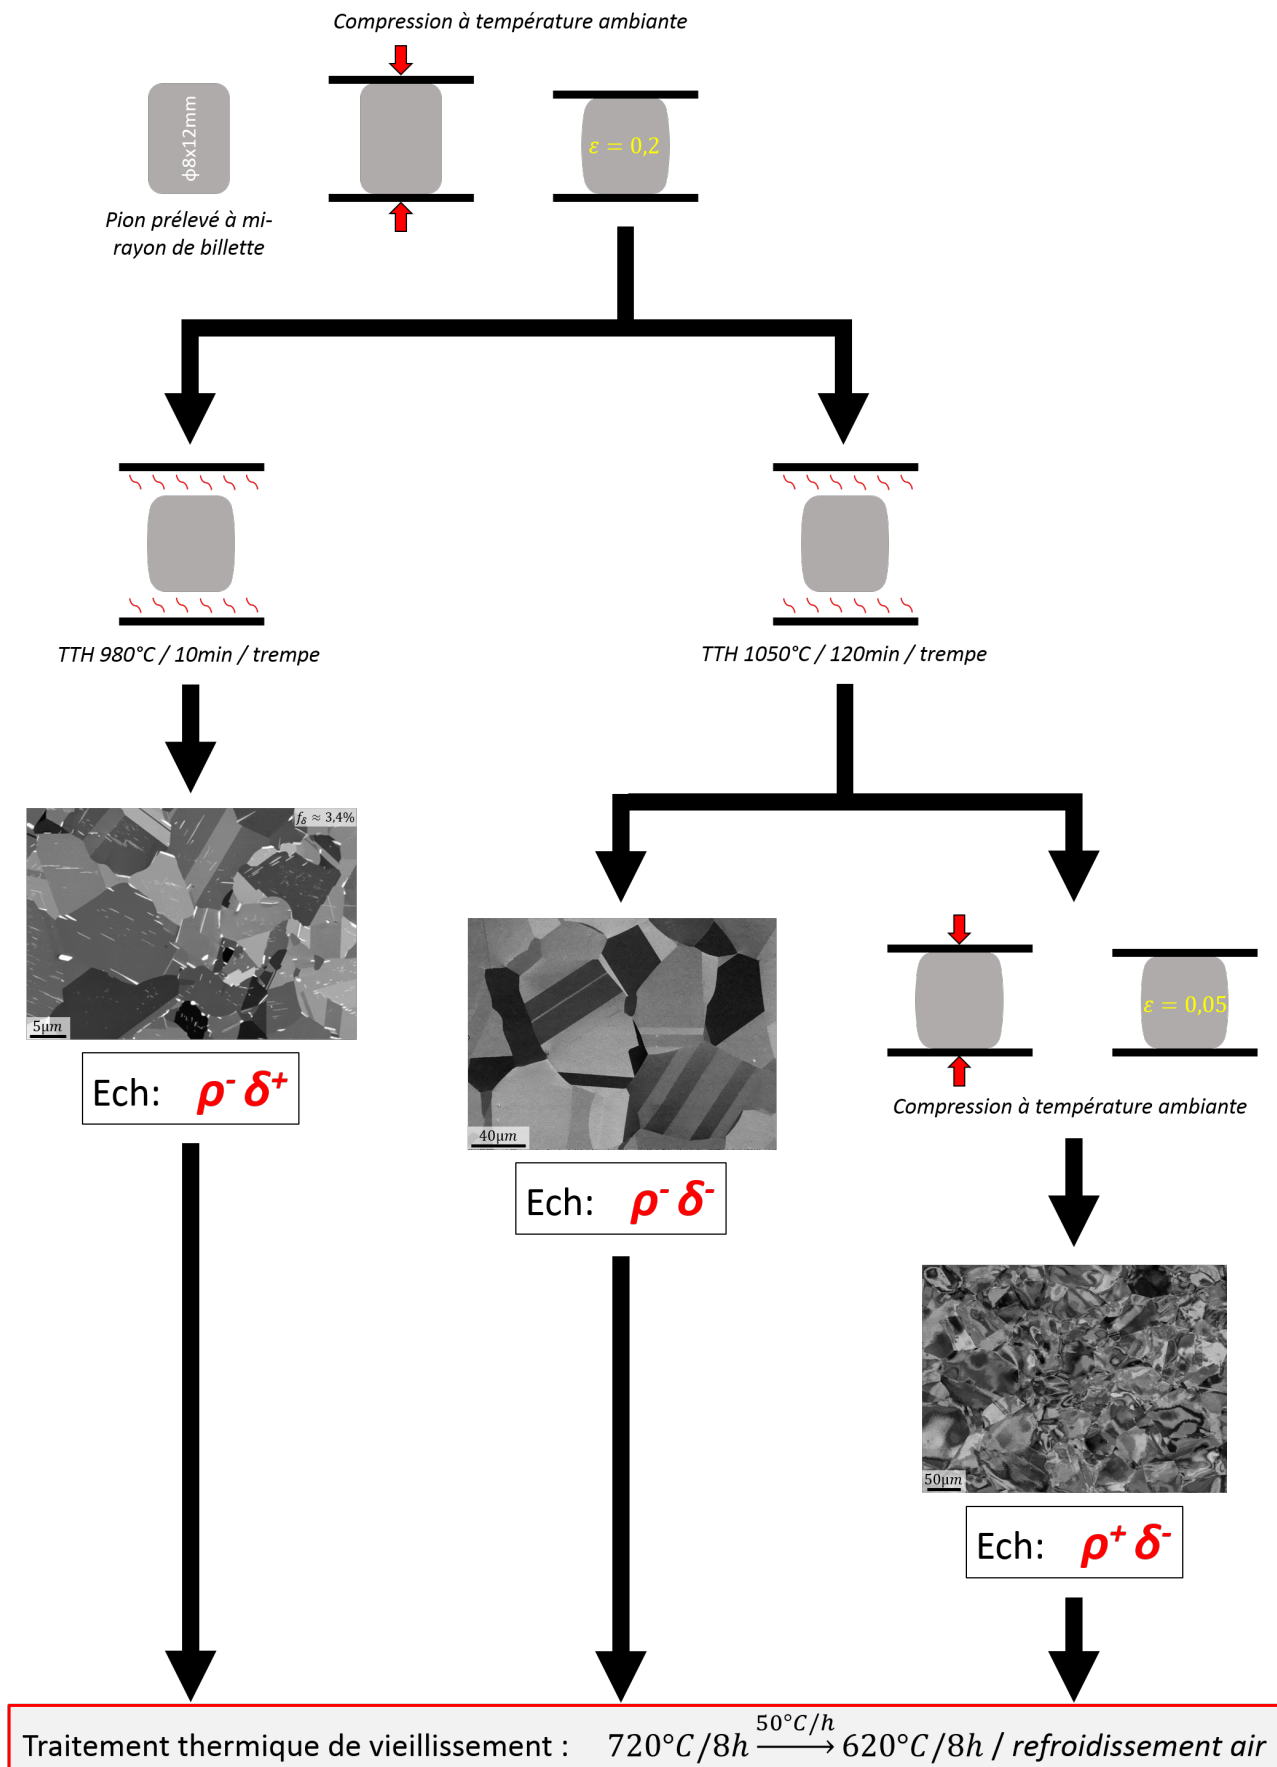 Compression à température ambiante
ϕ8x12mm
ε = 0,2
Pion prélevé à mi-
rayon de billette
TTH 980°C / 10min / trempe
TTH 1050°C / 120min / trempe
f_δ ≈ 3,4%
5µm
Ech: ρ⁻ δ⁺
40µm
Ech: ρ⁻ δ⁻
ε = 0,05
Compression à température ambiante
50µm
Ech: ρ⁺ δ⁻
Traitement thermique de vieillissement : 720°C/8h 50°C/h → 620°C/8h / refroidissement air